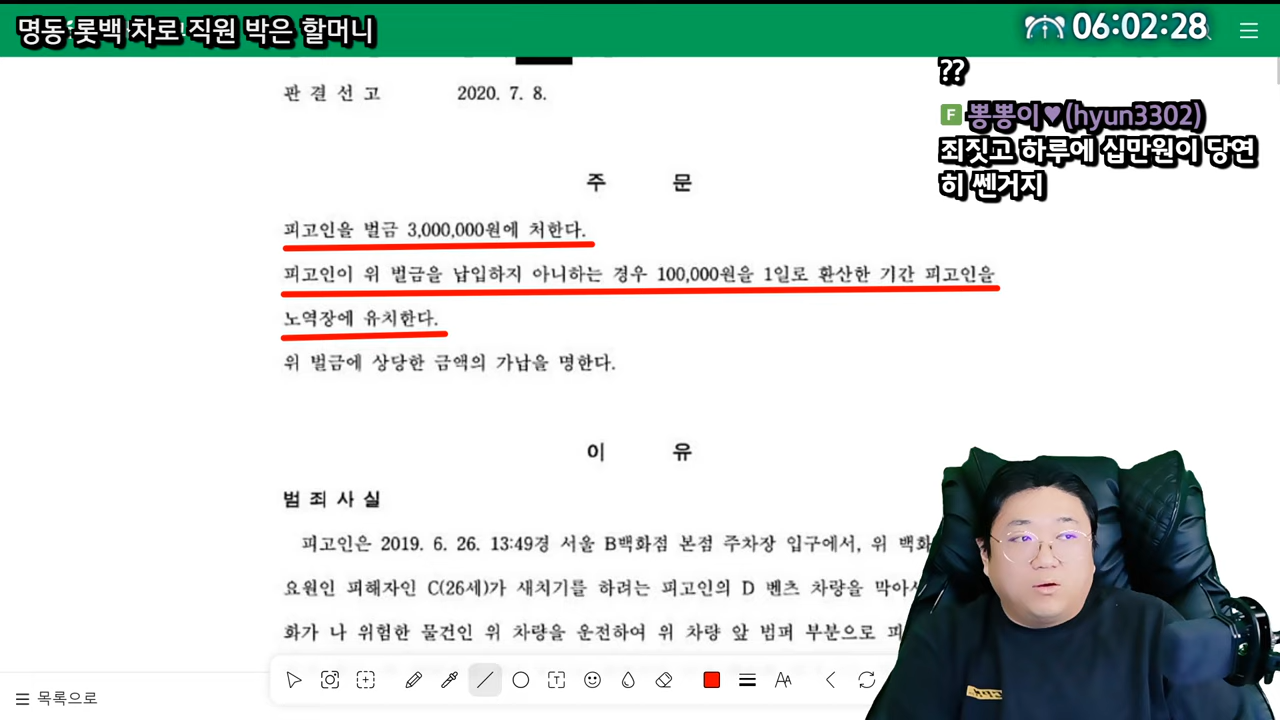 명동 롯백 차로 직원 박은 할머니
06:02:28
??
F 뽕뽕이♥(hyun3302)
죄짓고 하루에 십만원이 당연
히 쎈거지
판결선고 2020. 7. 8.
주 문
피고인을 벌금 3,000,000원에 처한다.
피고인이 위 벌금을 납입하지 아니하는 경우 100,000원을 1일로 환산한 기간 피고인을
노역장에 유치한다.
위 벌금에 상당한 금액의 가납을 명한다.
이 유
범죄사실
피고인은 2019. 6. 26. 13:49경 서울 B백화점 본점 주차장 입구에서, 위 백화
요원인 피해자인 C(26세)가 새치기를 하려는 피고인의 D 벤츠 차량을 막아서
화가 나 위험한 물건인 위 차량을 운전하여 위 차량 앞 범퍼 부분으로 피
목록으로